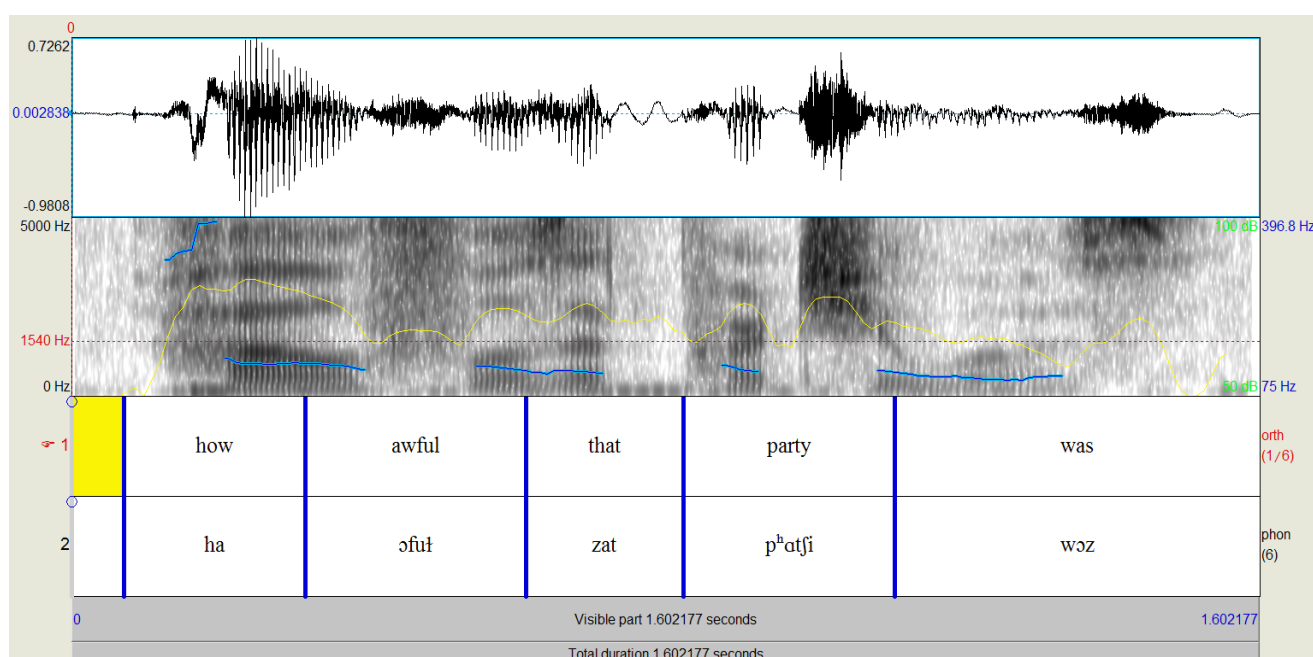 0
0.7262
0.002838
-0.9808
5000 Hz 100 dB 396.8 Hz
1540 Hz
0 Hz 50 dB 75 Hz
☞ 1 how awful that party was orth (1/6)
2 ha ɔfuɫ zat pʰɑtʃi wɔz phon (6)
0 Visible part 1.602177 seconds 1.602177
Total duration 1.602177 seconds